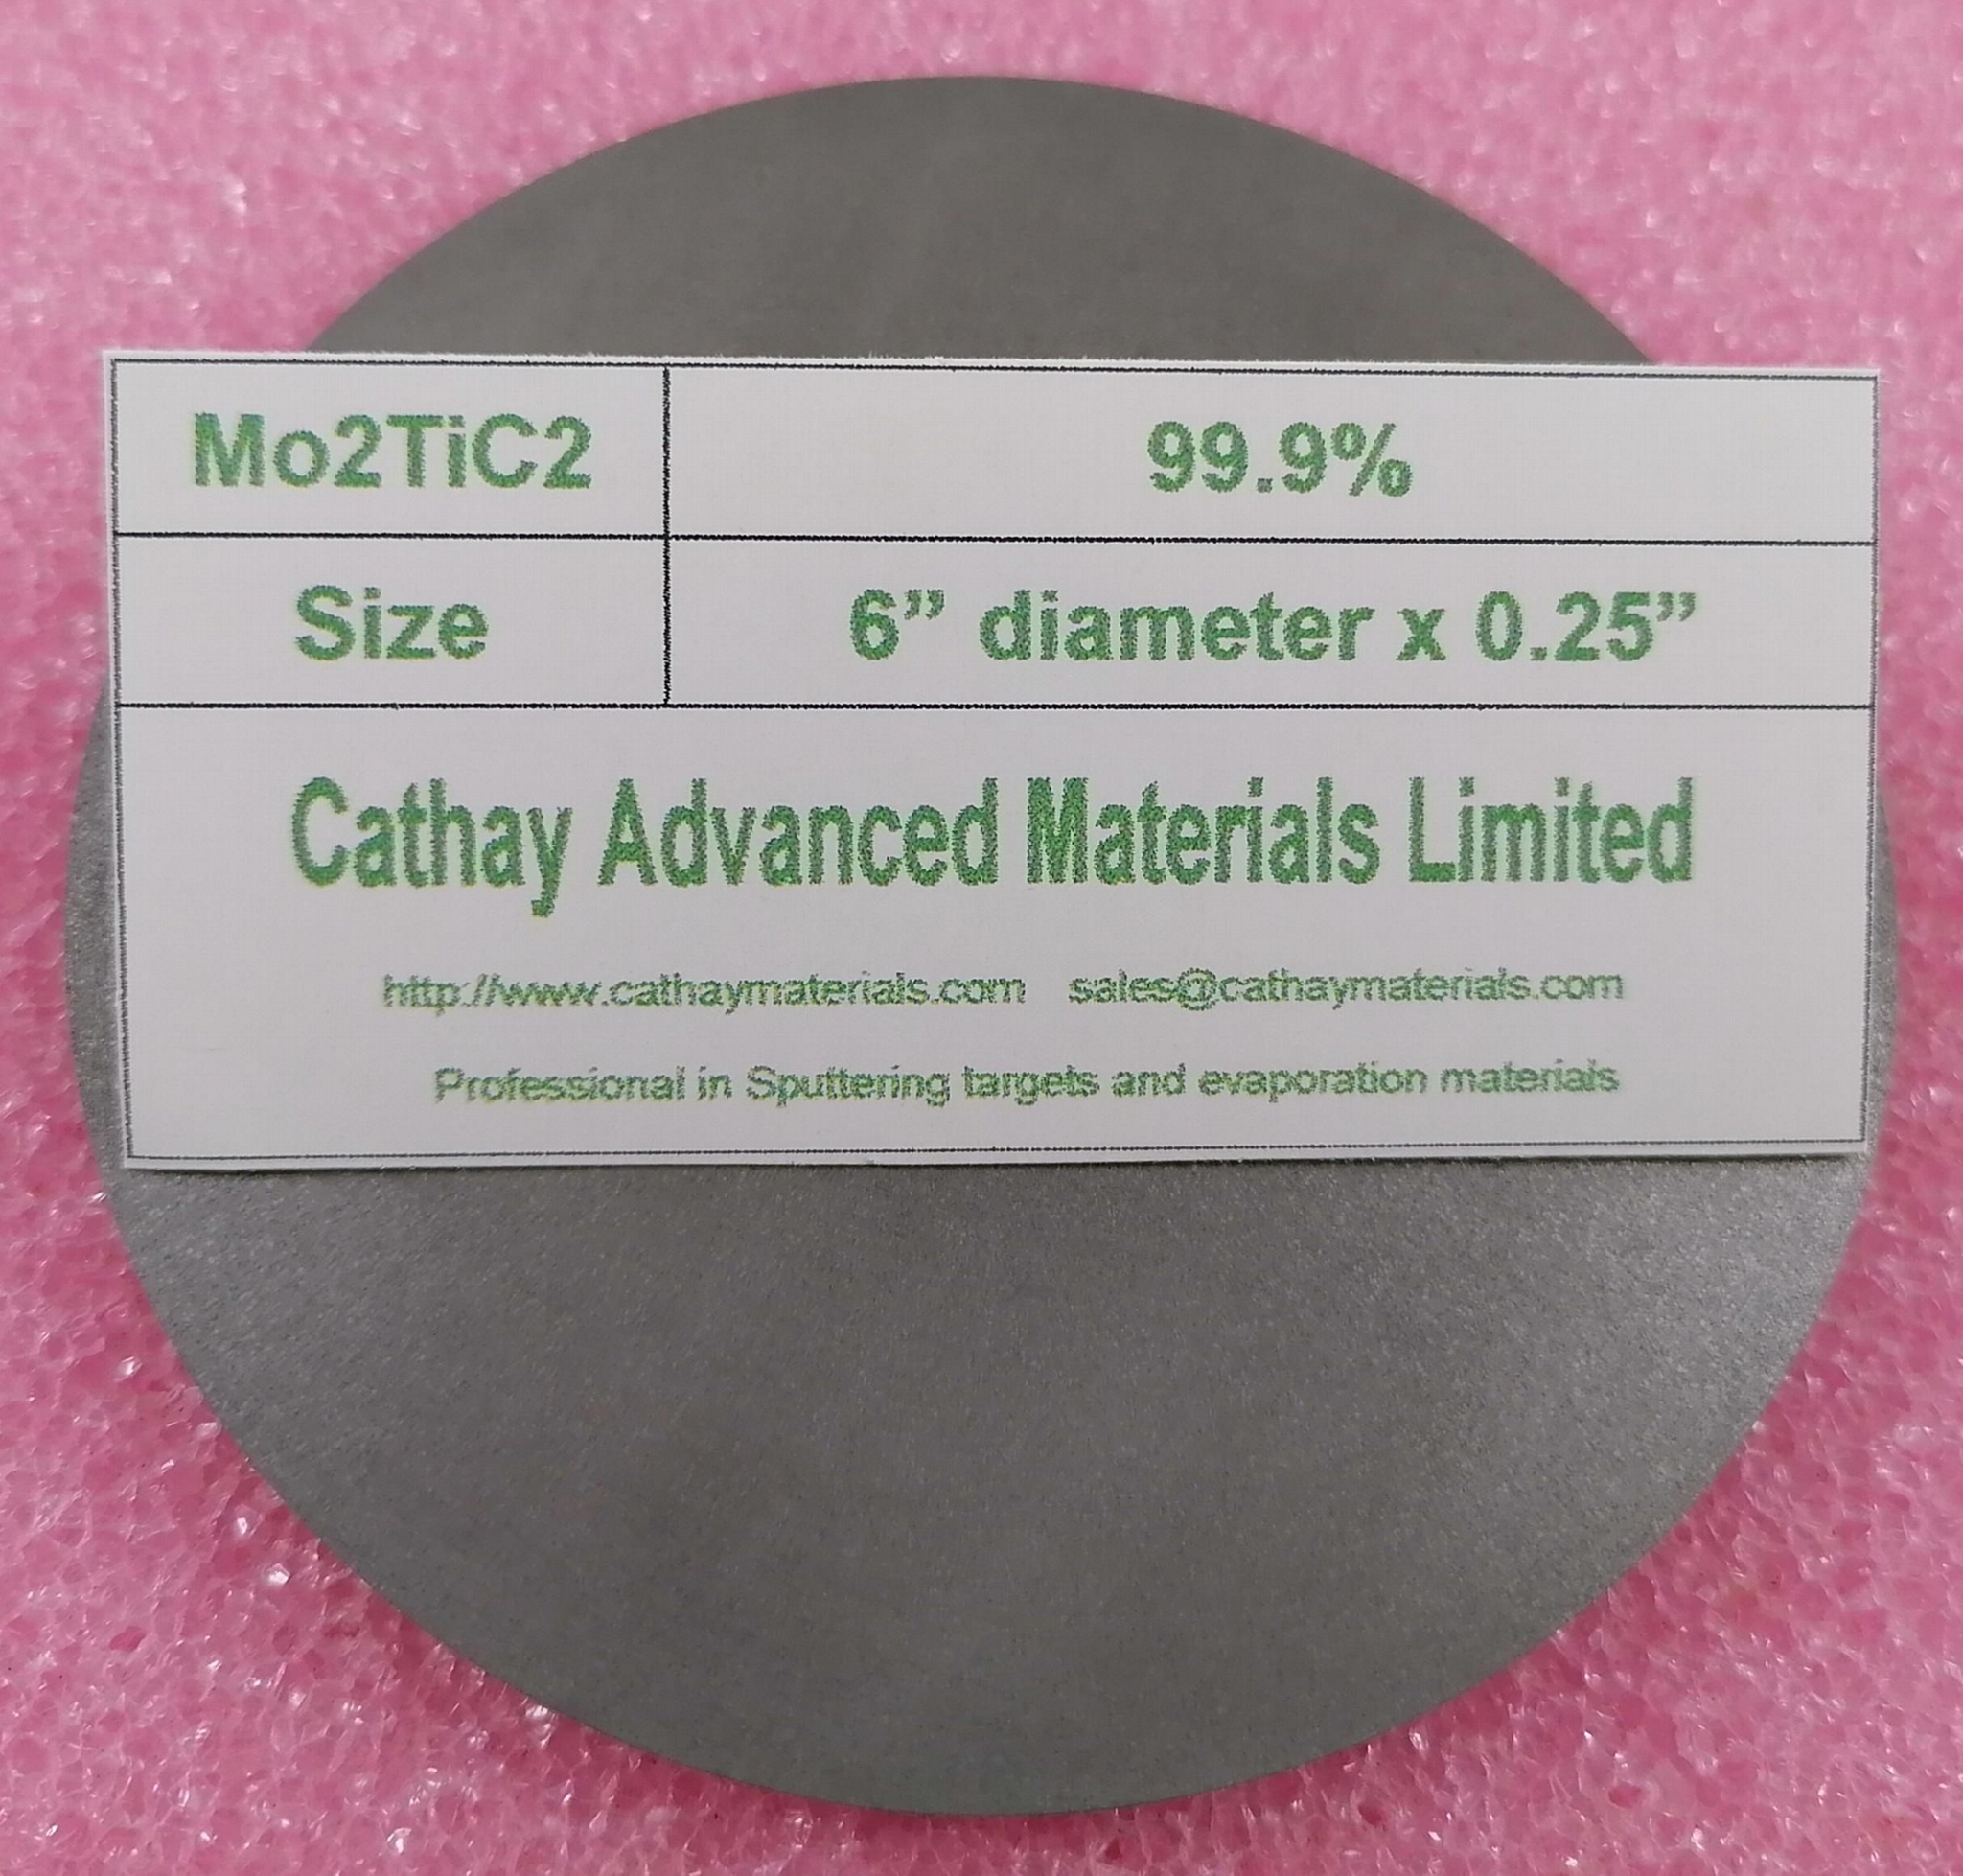 Mo2TiC2 99.9%
Size 6” diameter x 0.25”
Cathay Advanced Materials Limited
http://www.cathaymaterials.com sales@cathaymaterials.com
Professional in Sputtering targets and evaporation materials